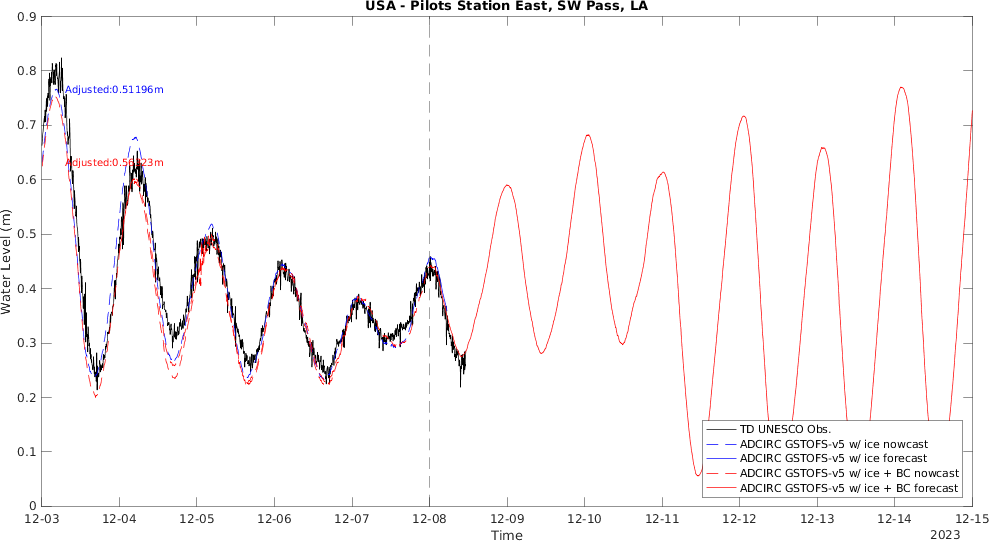 USA - Pilots Station East, SW Pass, LA
0.9
0.8
Adjusted:0.51196m
0.7
0.6
0.5
Water Level (m)
0.4
0.3
0.2
0.1
0
TD UNESCO Obs.
ADCIRC GSTOFS-v5 w/ ice nowcast
ADCIRC GSTOFS-v5 w/ ice forecast
ADCIRC GSTOFS-v5 w/ ice + BC nowcast
ADCIRC GSTOFS-v5 w/ ice + BC forecast
12-03 12-04 12-05 12-06 12-07 12-08 12-09 12-10 12-11 12-12 12-13 12-14 12-15
Time
2023